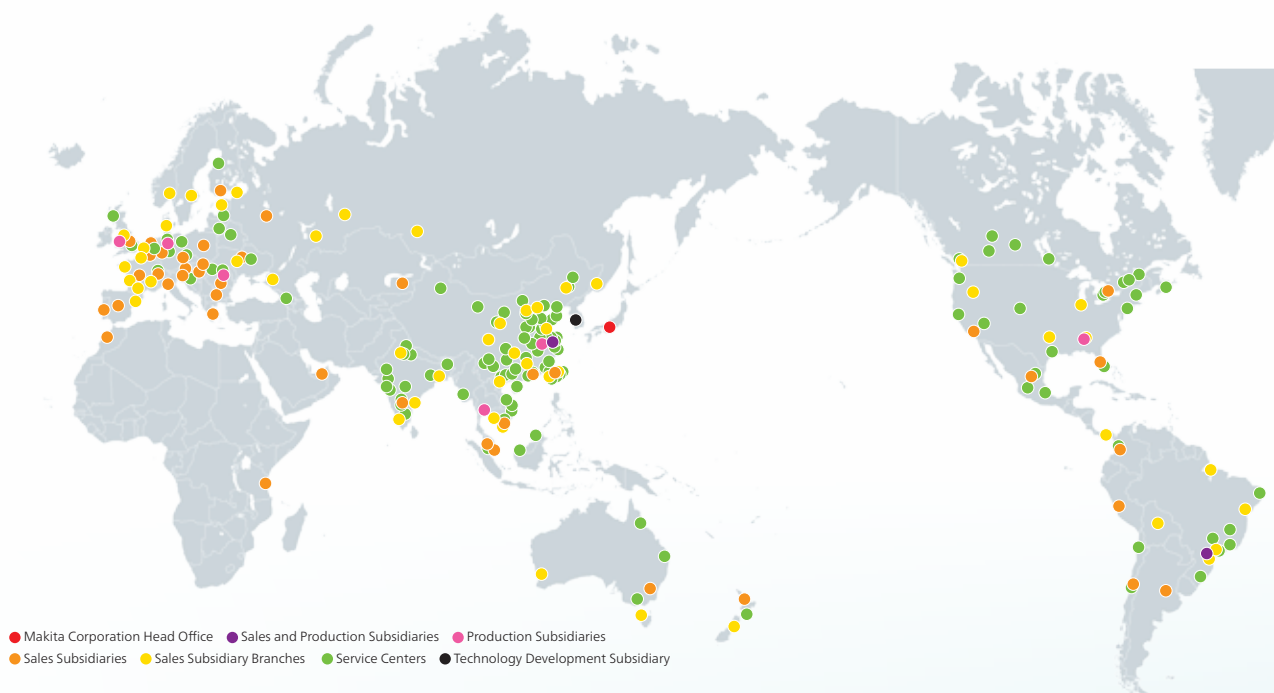 Makita Corporation Head Office Sales and Production Subsidiaries Production Subsidiaries
Sales Subsidiaries Sales Subsidiary Branches Service Centers Technology Development Subsidiary